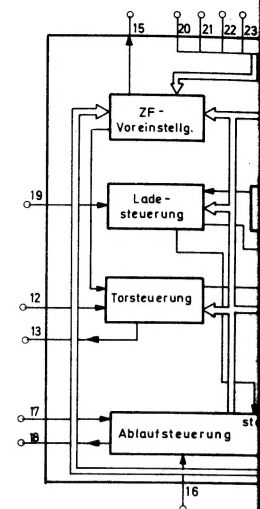 15
20
21
22
23
ZF -
Voreinstellg.
19
Lade -
steuerung
12
Torsteuerung
13
17
18
Ablaufsteuerung
16